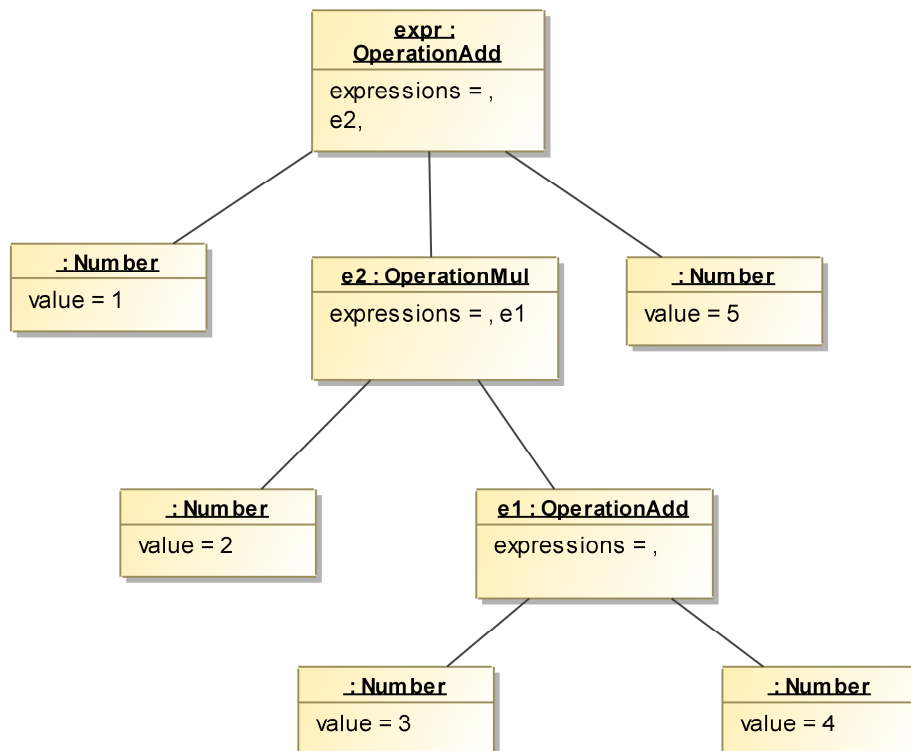 expr :
OperationAdd
expressions = ,
e2,
: Number
value = 1
e2 : OperationMul
expressions = , e1
: Number
value = 5
: Number
value = 2
e1 : OperationAdd
expressions = ,
: Number
value = 3
: Number
value = 4